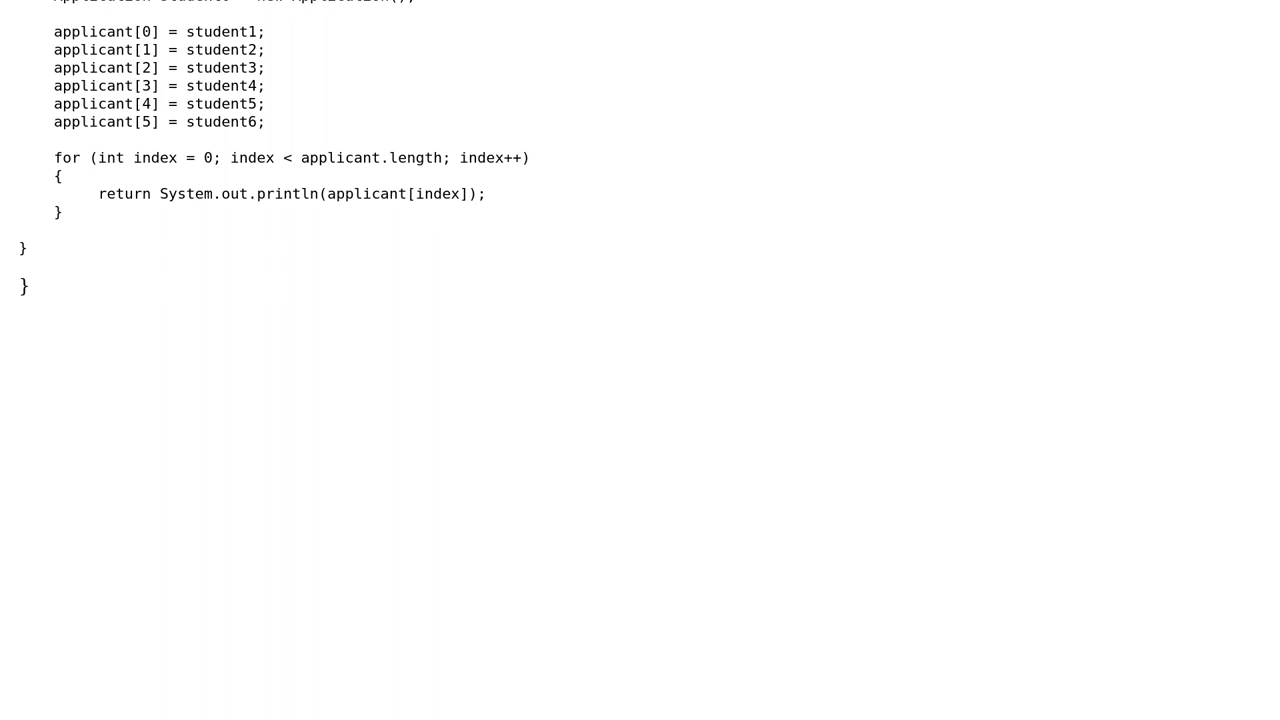 applicant[0] = student1;
applicant[1] = student2;
applicant[2] = student3;
applicant[3] = student4;
applicant[4] = student5;
applicant[5] = student6;
for (int index = 0; index < applicant.length; index++)
{
return System.out.println(applicant[index]);
}
}
}